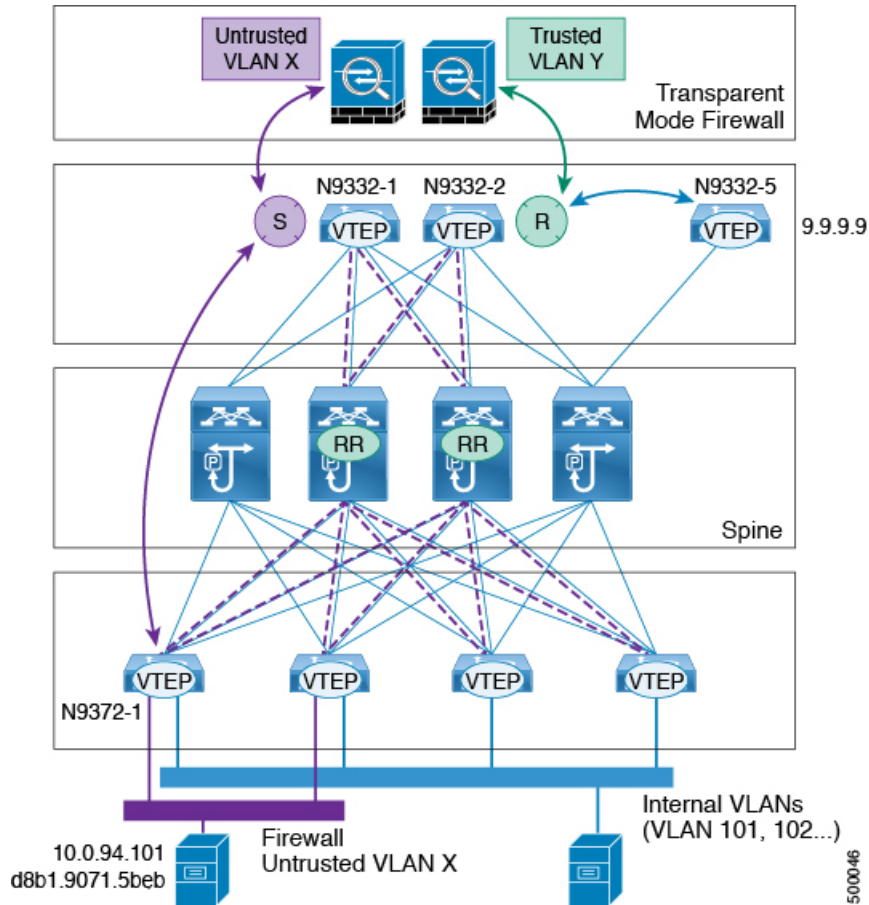 Untrusted
VLAN X
Trusted
VLAN Y
Transparent
Mode Firewall
N9332-1
N9332-2
N9332-5
S
VTEP
VTEP
R
VTEP
9.9.9.9
RR
RR
P
P
P
P
Spine
VTEP
VTEP
VTEP
VTEP
N9372-1
Internal VLANs
(VLAN 101, 102...)
Firewall
Untrusted VLAN X
10.0.94.101
d8b1.9071.5beb
500046